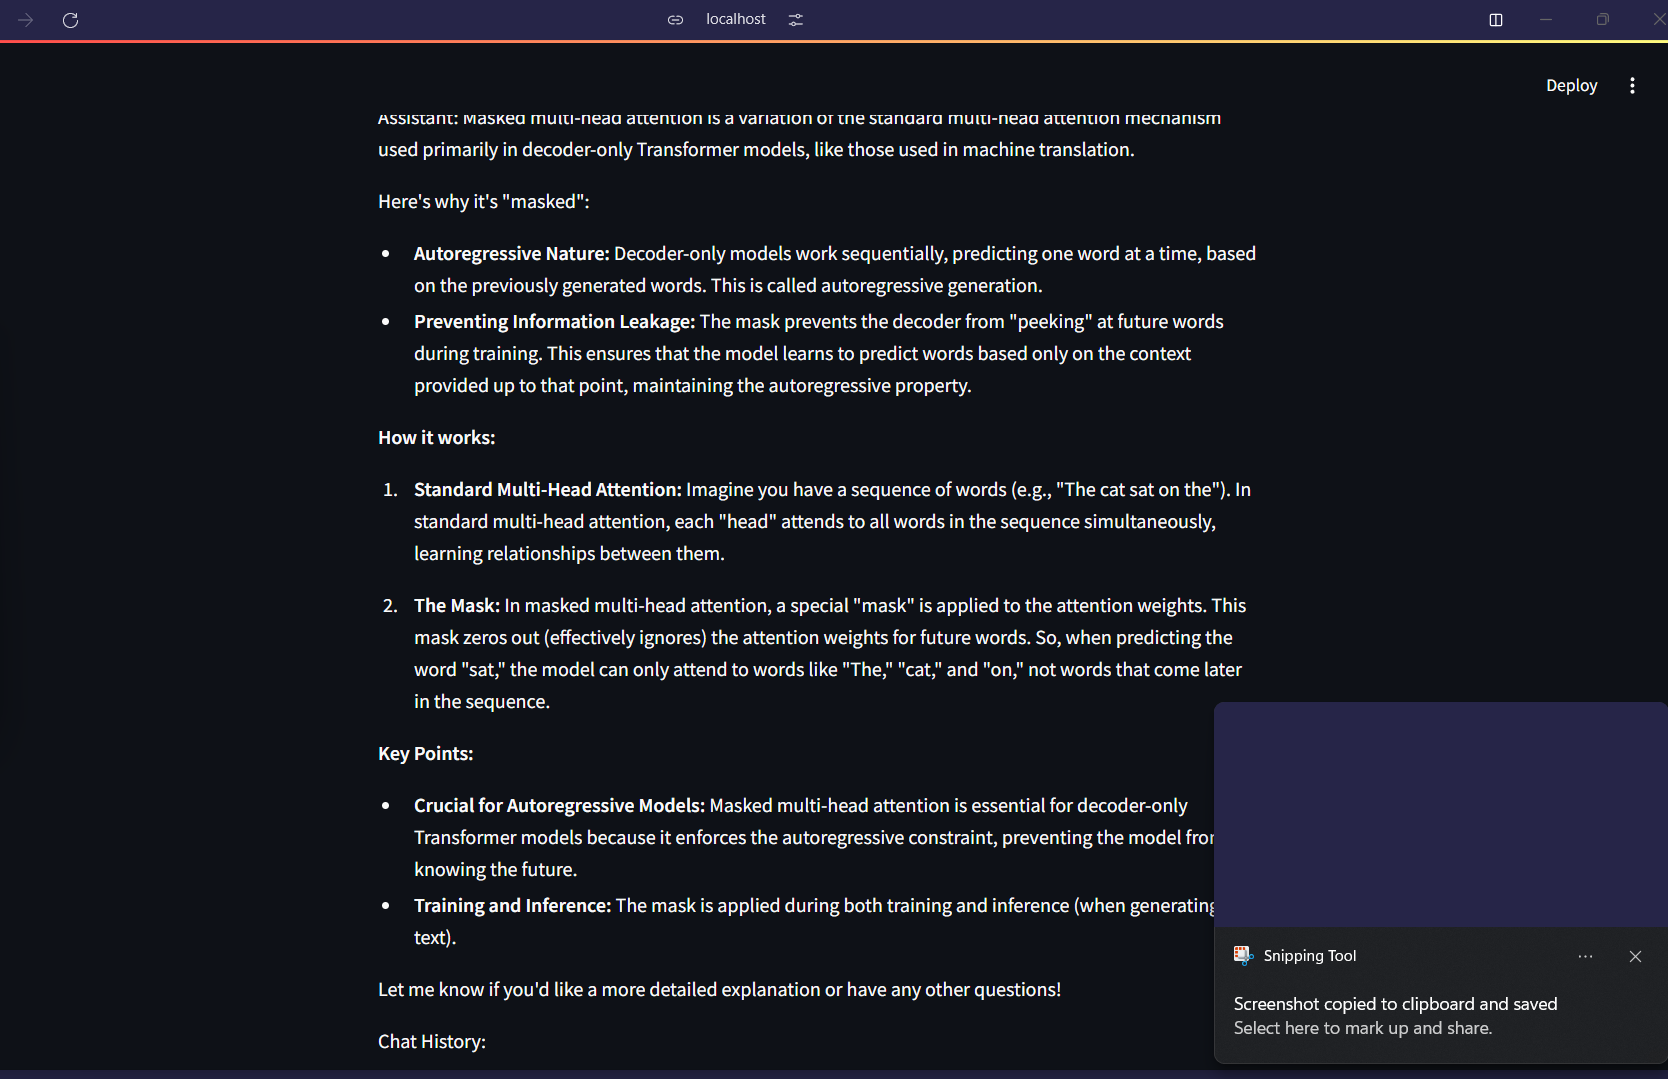 localhost
Deploy
Assistant: Masked multi-head attention is a variation of the standard multi-head attention mechanism
used primarily in decoder-only Transformer models, like those used in machine translation.
Here's why it's "masked":
• Autoregressive Nature: Decoder-only models work sequentially, predicting one word at a time, based
on the previously generated words. This is called autoregressive generation.
• Preventing Information Leakage: The mask prevents the decoder from "peeking" at future words
during training. This ensures that the model learns to predict words based only on the context
provided up to that point, maintaining the autoregressive property.
How it works:
1. Standard Multi-Head Attention: Imagine you have a sequence of words (e.g., "The cat sat on the"). In
standard multi-head attention, each "head" attends to all words in the sequence simultaneously,
learning relationships between them.
2. The Mask: In masked multi-head attention, a special "mask" is applied to the attention weights. This
mask zeros out (effectively ignores) the attention weights for future words. So, when predicting the
word "sat," the model can only attend to words like "The," "cat," and "on," not words that come later
in the sequence.
Key Points:
• Crucial for Autoregressive Models: Masked multi-head attention is essential for decoder-only
Transformer models because it enforces the autoregressive constraint, preventing the model from
knowing the future.
• Training and Inference: The mask is applied during both training and inference (when generating
text).
Let me know if you'd like a more detailed explanation or have any other questions!
Chat History:
Snipping Tool
Screenshot copied to clipboard and saved
Select here to mark up and share.